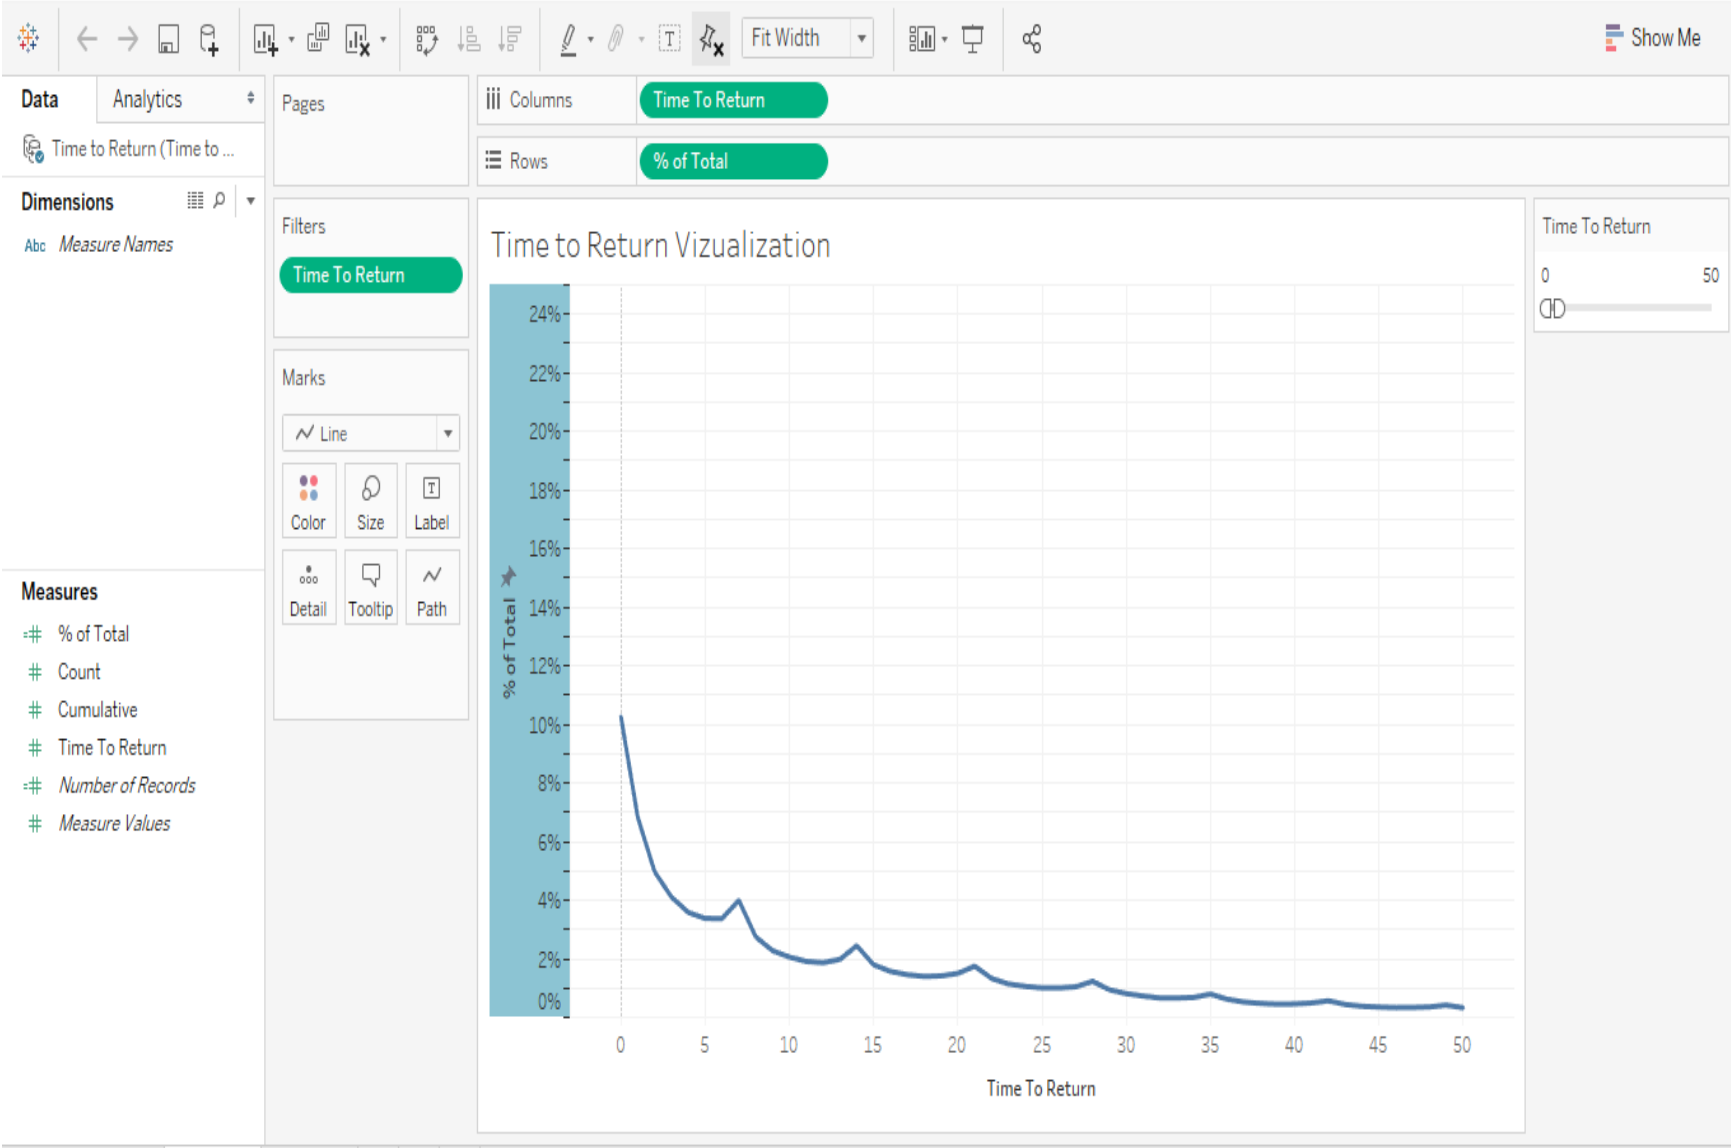 Fit Width
Show Me
Data
Analytics
Time to Return (Time to ...
Dimensions
Abc Measure Names
Measures
% of Total
Count
Cumulative
Time To Return
Number of Records
Measure Values
Pages
Filters
Time To Return
Marks
Line
Color
Size
Label
Detail
Tooltip
Path
Columns
Time To Return
Rows
% of Total
Time to Return Vizualization
24%
22%
20%
18%
16%
14%
12%
10%
8%
6%
4%
2%
0%
% of Total
0 5 10 15 20 25 30 35 40 45 50
Time To Return
Time To Return
0 50